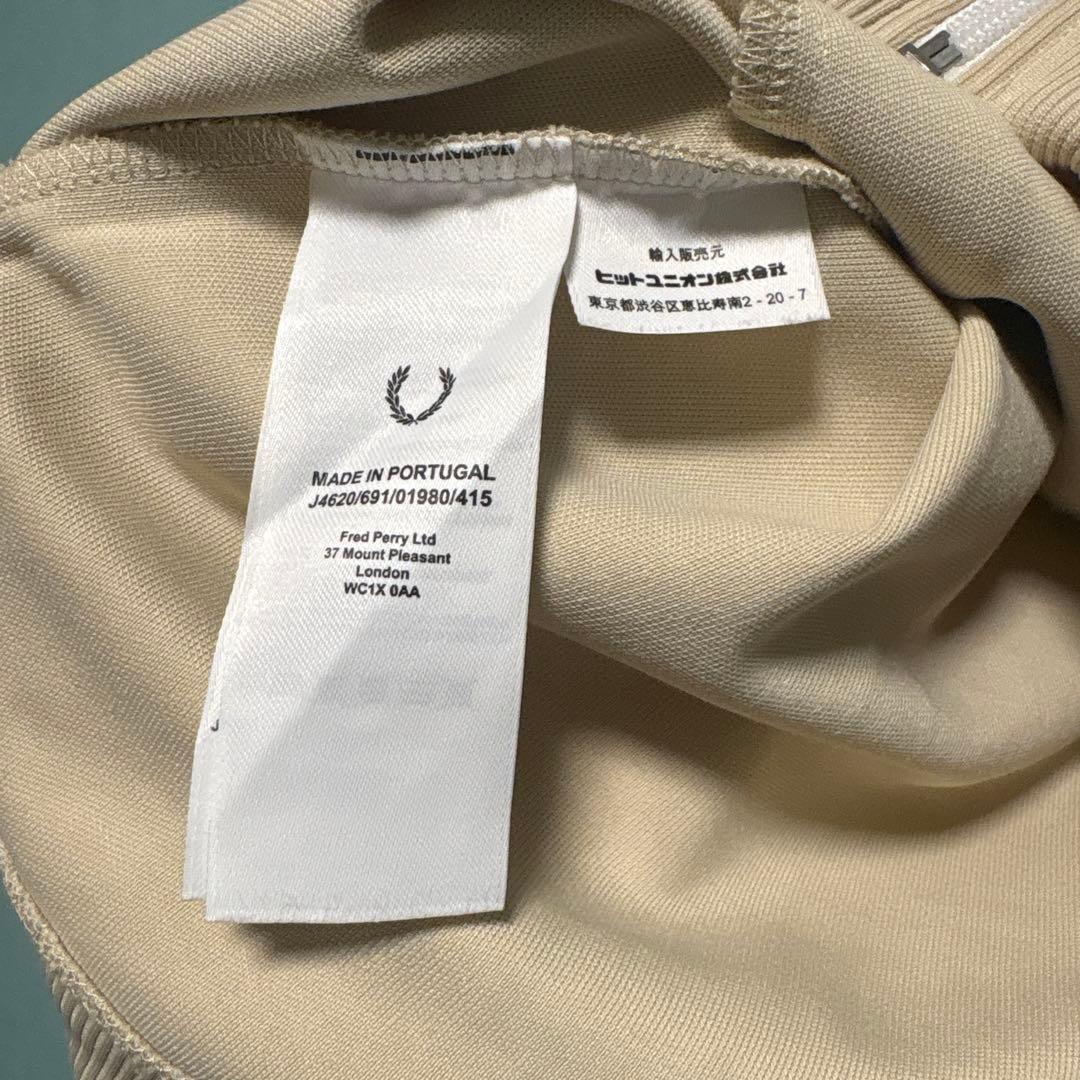 MADE IN PORTUGAL
J4620/691/01980/415
Fred Perry Ltd
37 Mount Pleasant
London
WC1X 0AA
J
輸入販売元
ヒットユニオン株式会社
東京都渋谷区恵比寿南2-20-7